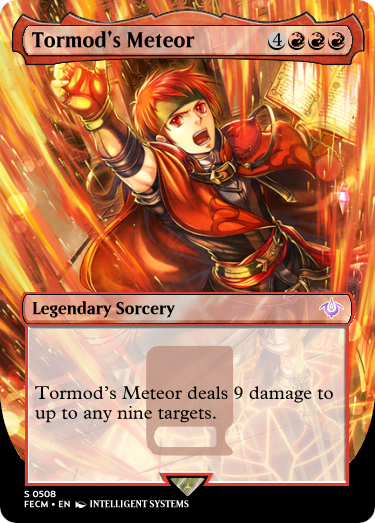 Tormod's Meteor 4
Legendary Sorcery
Tormod's Meteor deals 9 damage to
up to any nine targets.
S 0508
FECM • EN INTELLIGENT SYSTEMS